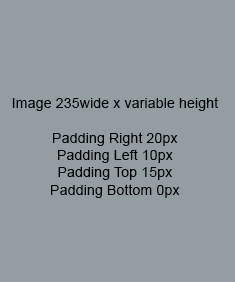 Image 235wide x variable height
Padding Right 20px
Padding Left 10px
Padding Top 15px
Padding Bottom 0px